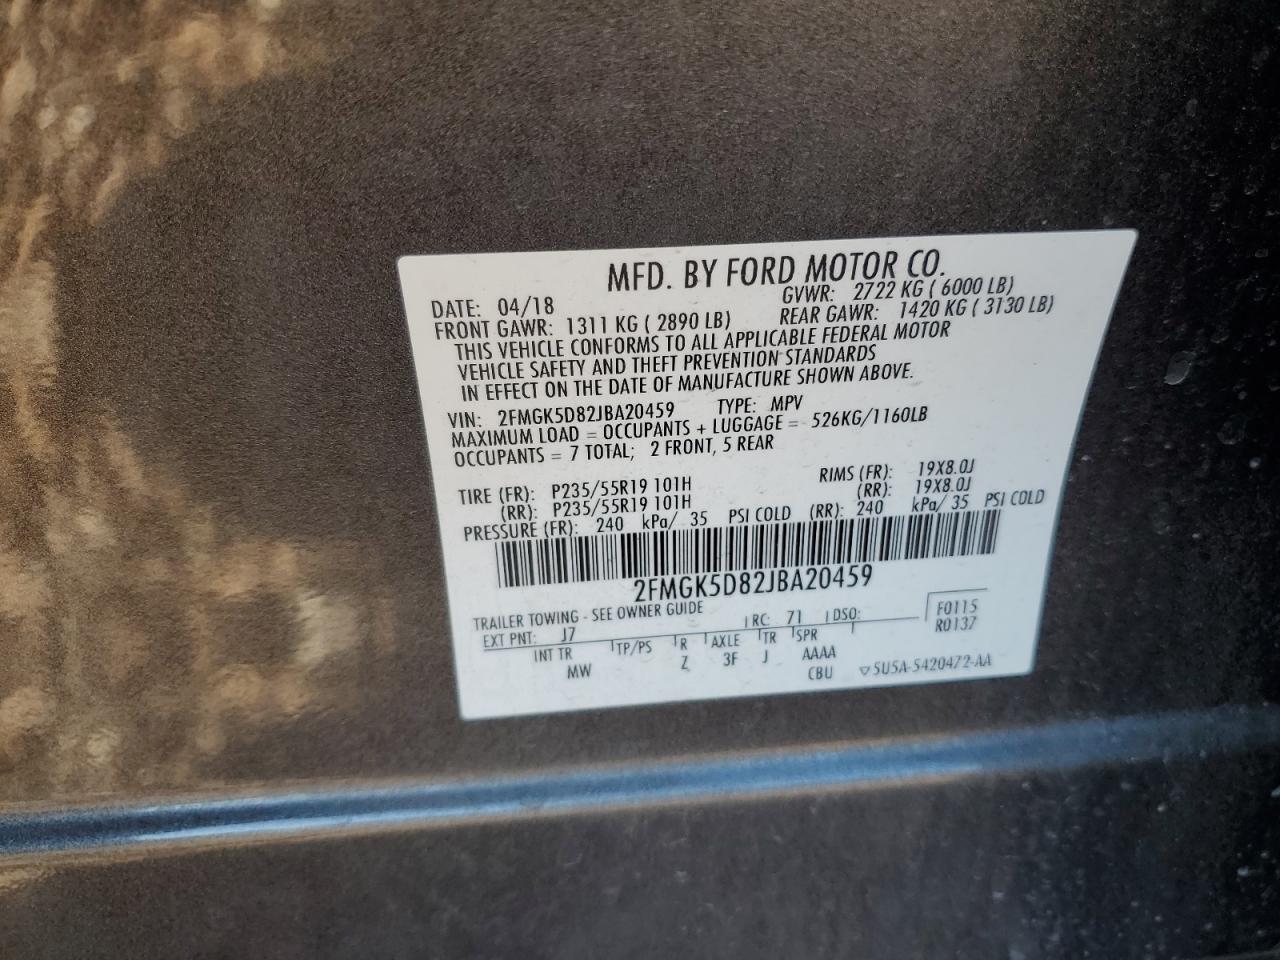 MFD. BY FORD MOTOR CO.
DATE: 04/18 GVWR: 2722 KG ( 6000 LB)
FRONT GAWR: 1311 KG ( 2890 LB) REAR GAWR: 1420 KG ( 3130 LB)
THIS VEHICLE CONFORMS TO ALL APPLICABLE FEDERAL MOTOR
VEHICLE SAFETY AND THEFT PREVENTION STANDARDS
IN EFFECT ON THE DATE OF MANUFACTURE SHOWN ABOVE.
VIN: 2FMGK5D82JBA20459 TYPE: MPV
MAXIMUM LOAD = OCCUPANTS + LUGGAGE = 526KG/1160LB
OCCUPANTS = 7 TOTAL; 2 FRONT, 5 REAR
TIRE (FR): P235/55R19 101H RIMS (FR): 19X8.0J
(RR): P235/55R19 101H (RR): 19X8.0J
PRESSURE (FR): 240 kPa/ 35 PSI COLD (RR): 240 kPa/ 35 PSI COLD
2FMGK5D82JBA20459
TRAILER TOWING - SEE OWNER GUIDE
EXT PNT: J7 RC: 71 DSO: F0115
R0137
INT TR TP/PS R AXLE TR SPR
MW Z 3F J AAAA
CBU ▽5U5A-5420472-AA